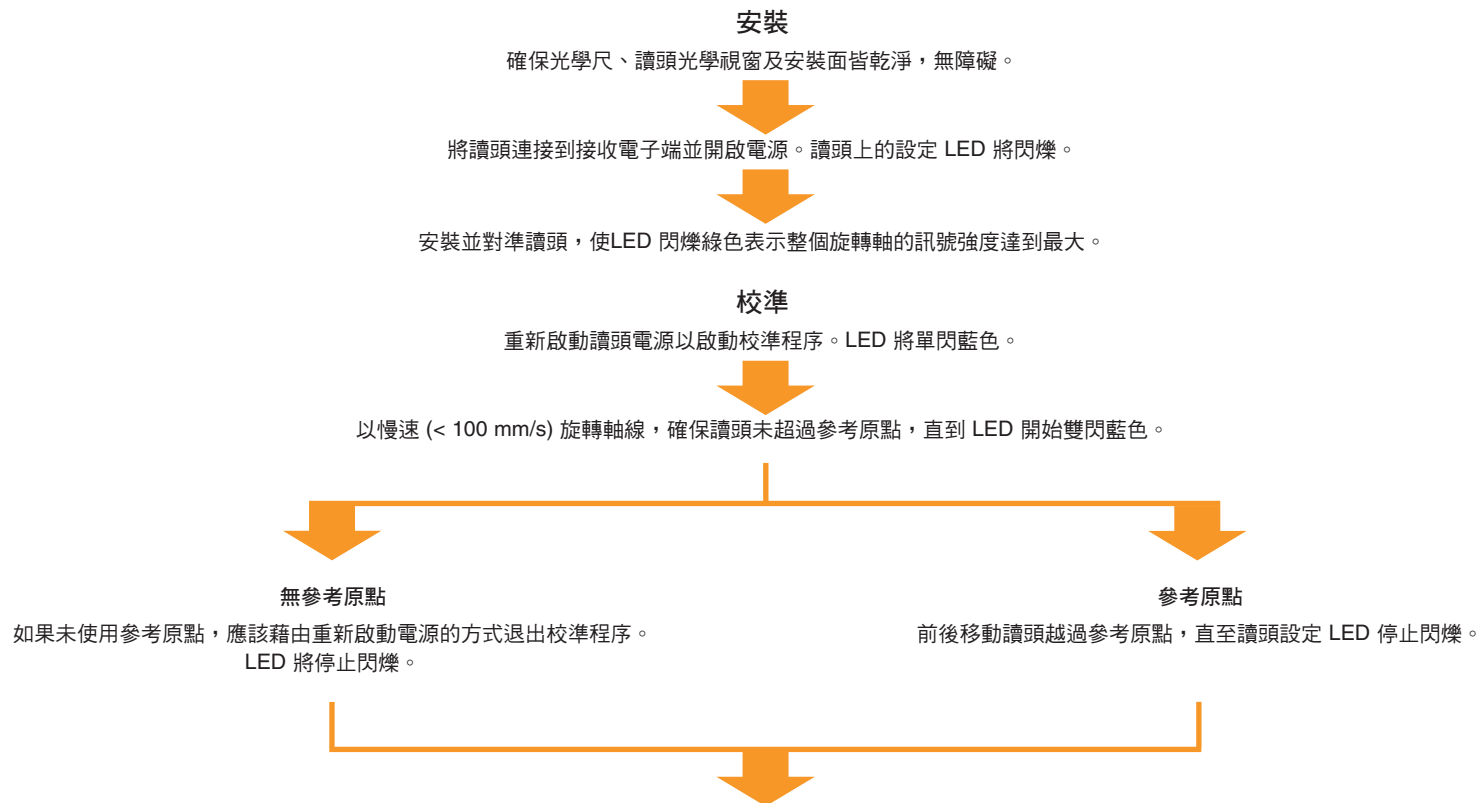 安裝
確保光學尺、讀頭光學視窗及安裝面皆乾淨，無障礙。
將讀頭連接到接收電子端並開啟電源。讀頭上的設定 LED 將閃爍。
安裝並對準讀頭，使LED 閃爍綠色表示整個旋轉軸的訊號強度達到最大。
校準
重新啟動讀頭電源以啟動校準程序。LED 將單閃藍色。
以慢速 (< 100 mm/s) 旋轉軸線，確保讀頭未超過參考原點，直到 LED 開始雙閃藍色。
無參考原點
如果未使用參考原點，應該藉由重新啟動電源的方式退出校準程序。
LED 將停止閃爍。
參考原點
前後移動讀頭越過參考原點，直至讀頭設定 LED 停止閃爍。